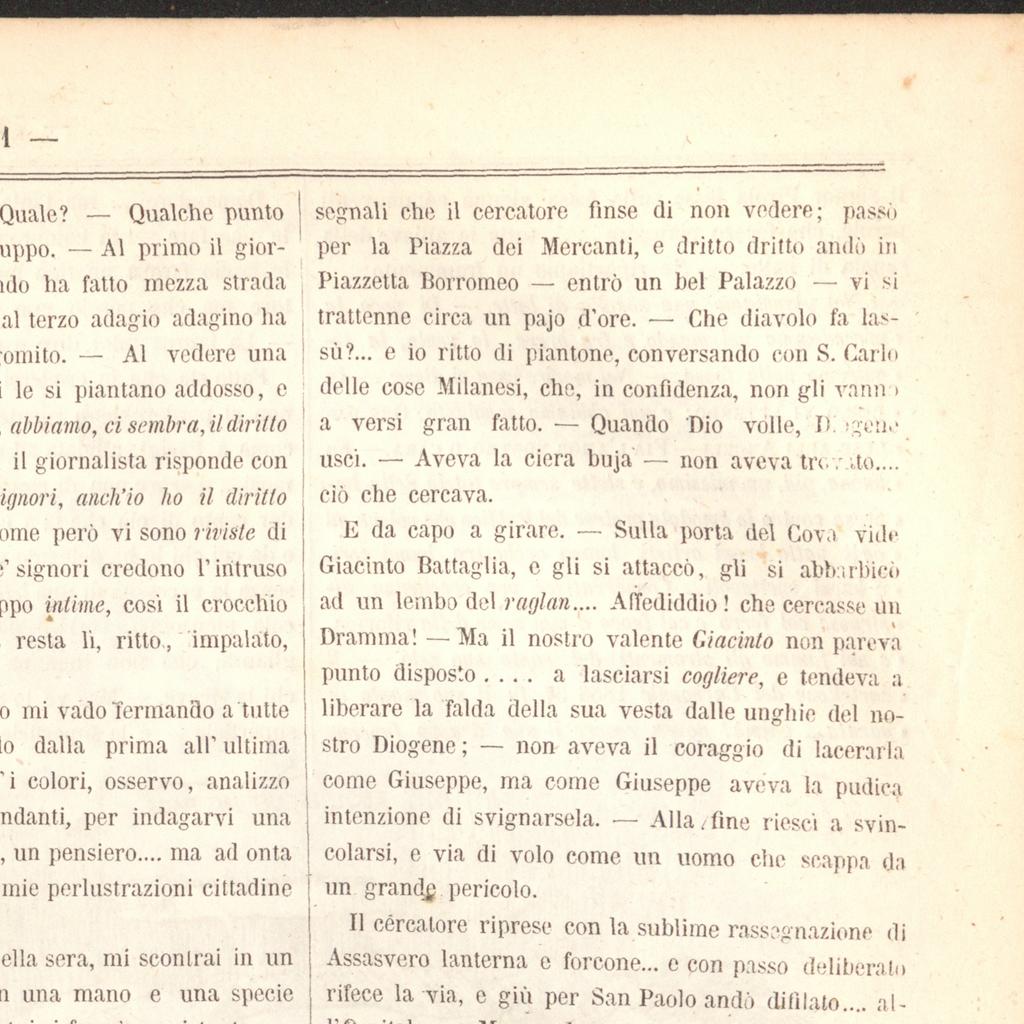 1 —
Quale? — Qualche punto
uppo. — Al primo il gior-
ndo ha fatto mezza strada
al terzo adagio adagino ha
gomito. — Al vedere una
i le si piantano addosso, e
, abbiamo, ci sembra, il diritto
il giornalista risponde con
ignori, anch'io ho il diritto
ome però vi sono riviste di
e' signori credono l'intruso
ppo intime, così il crocchio
resta lì, ritto, impalato,
o mi vado fermando a tutte
lo dalla prima all'ultima
i colori, osservo, analizzo
ndanti, per indagarvi una
, un pensiero.... ma ad onta
mie perlustrazioni cittadine
ella sera, mi scontrai in un
n una mano e una specie
segnali che il cercatore finse di non vedere; passò
per la Piazza dei Mercanti, e dritto dritto andò in
Piazzetta Borromeo — entrò un bel Palazzo — vi si
trattenne circa un pajo d'ore. — Che diavolo fa las-
sù?... e io ritto di piantone, conversando con S. Carlo
delle cose Milanesi, che, in confidenza, non gli vanno
a versi gran fatto. — Quando Dio volle, Diogene
uscì. — Aveva la ciera buja — non aveva trovato....
ciò che cercava.
E da capo a girare. — Sulla porta del Cova vide
Giacinto Battaglia, e gli si attaccò, gli si abbarbicò
ad un lembo del raglan.... Affediddio! che cercasse un
Dramma! — Ma il nostro valente Giacinto non pareva
punto disposto .... a lasciarsi cogliere, e tendeva a
liberare la falda della sua vesta dalle unghie del no-
stro Diogene; — non aveva il coraggio di lacerarla
come Giuseppe, ma come Giuseppe aveva la pudica
intenzione di svignarsela. — Alla fine riescì a svin-
colarsi, e via di volo come un uomo che scappa da
un grande pericolo.
Il cercatore riprese con la sublime rassegnazione di
Assasvero lanterna e forcone... e con passo deliberato
rifece la via, e giù per San Paolo andò difilato.... al-